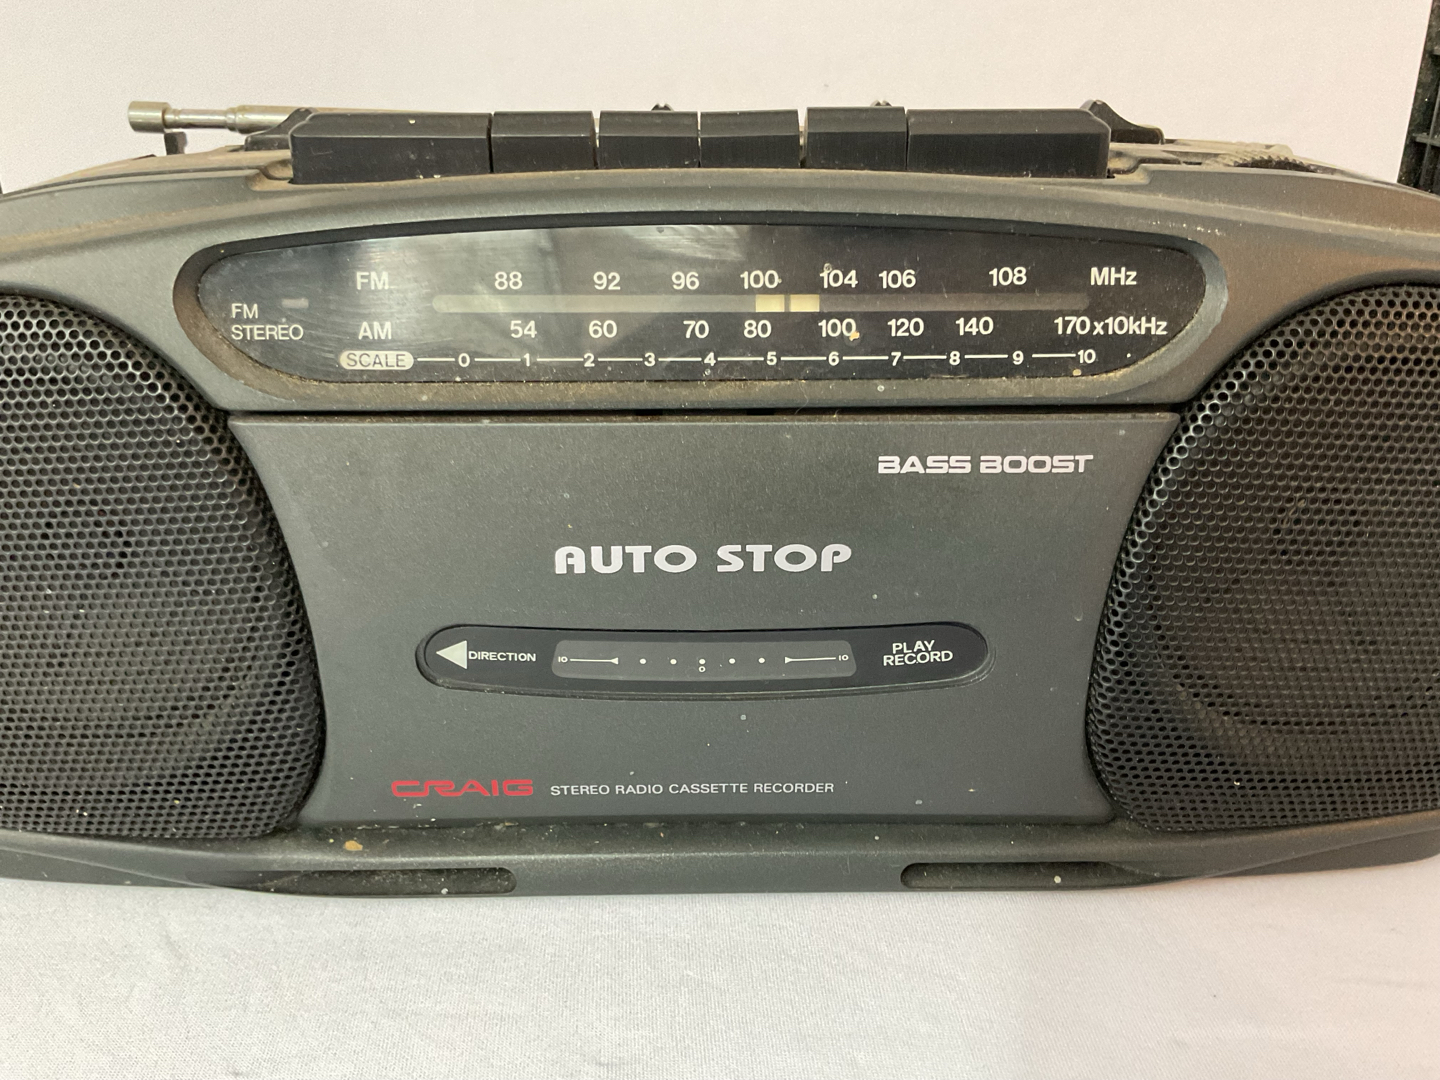 FM 88 92 96 100 104 106 108 MHz
FM
STEREO
AM 54 60 70 80 100 120 140 170 x10kHz
SCALE 0 1 2 3 4 5 6 7 8 9 10
BASS BOOST
AUTO STOP
DIRECTION
10 0 10
PLAY
RECORD
CRAIG STEREO RADIO CASSETTE RECORDER